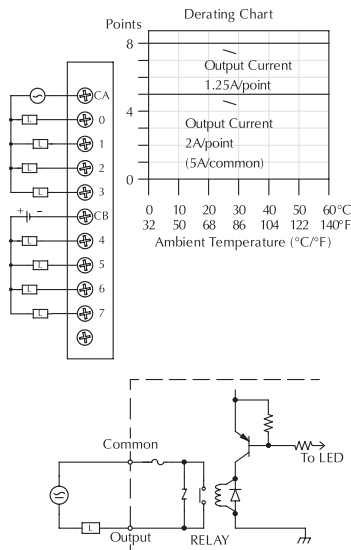 Derating Chart
Points
8
4
0
Output Current
1.25A/point
Output Current
2A/point
(5A/common)
0 10 20 30 40 50 60°C
32 50 68 86 104 122 140°F
Ambient Temperature (°C/°F)
CA
L 0
L 1
L 2
L 3
+ - CB
L 4
L 5
L 6
L 7
Common
To LED
L
Output
RELAY